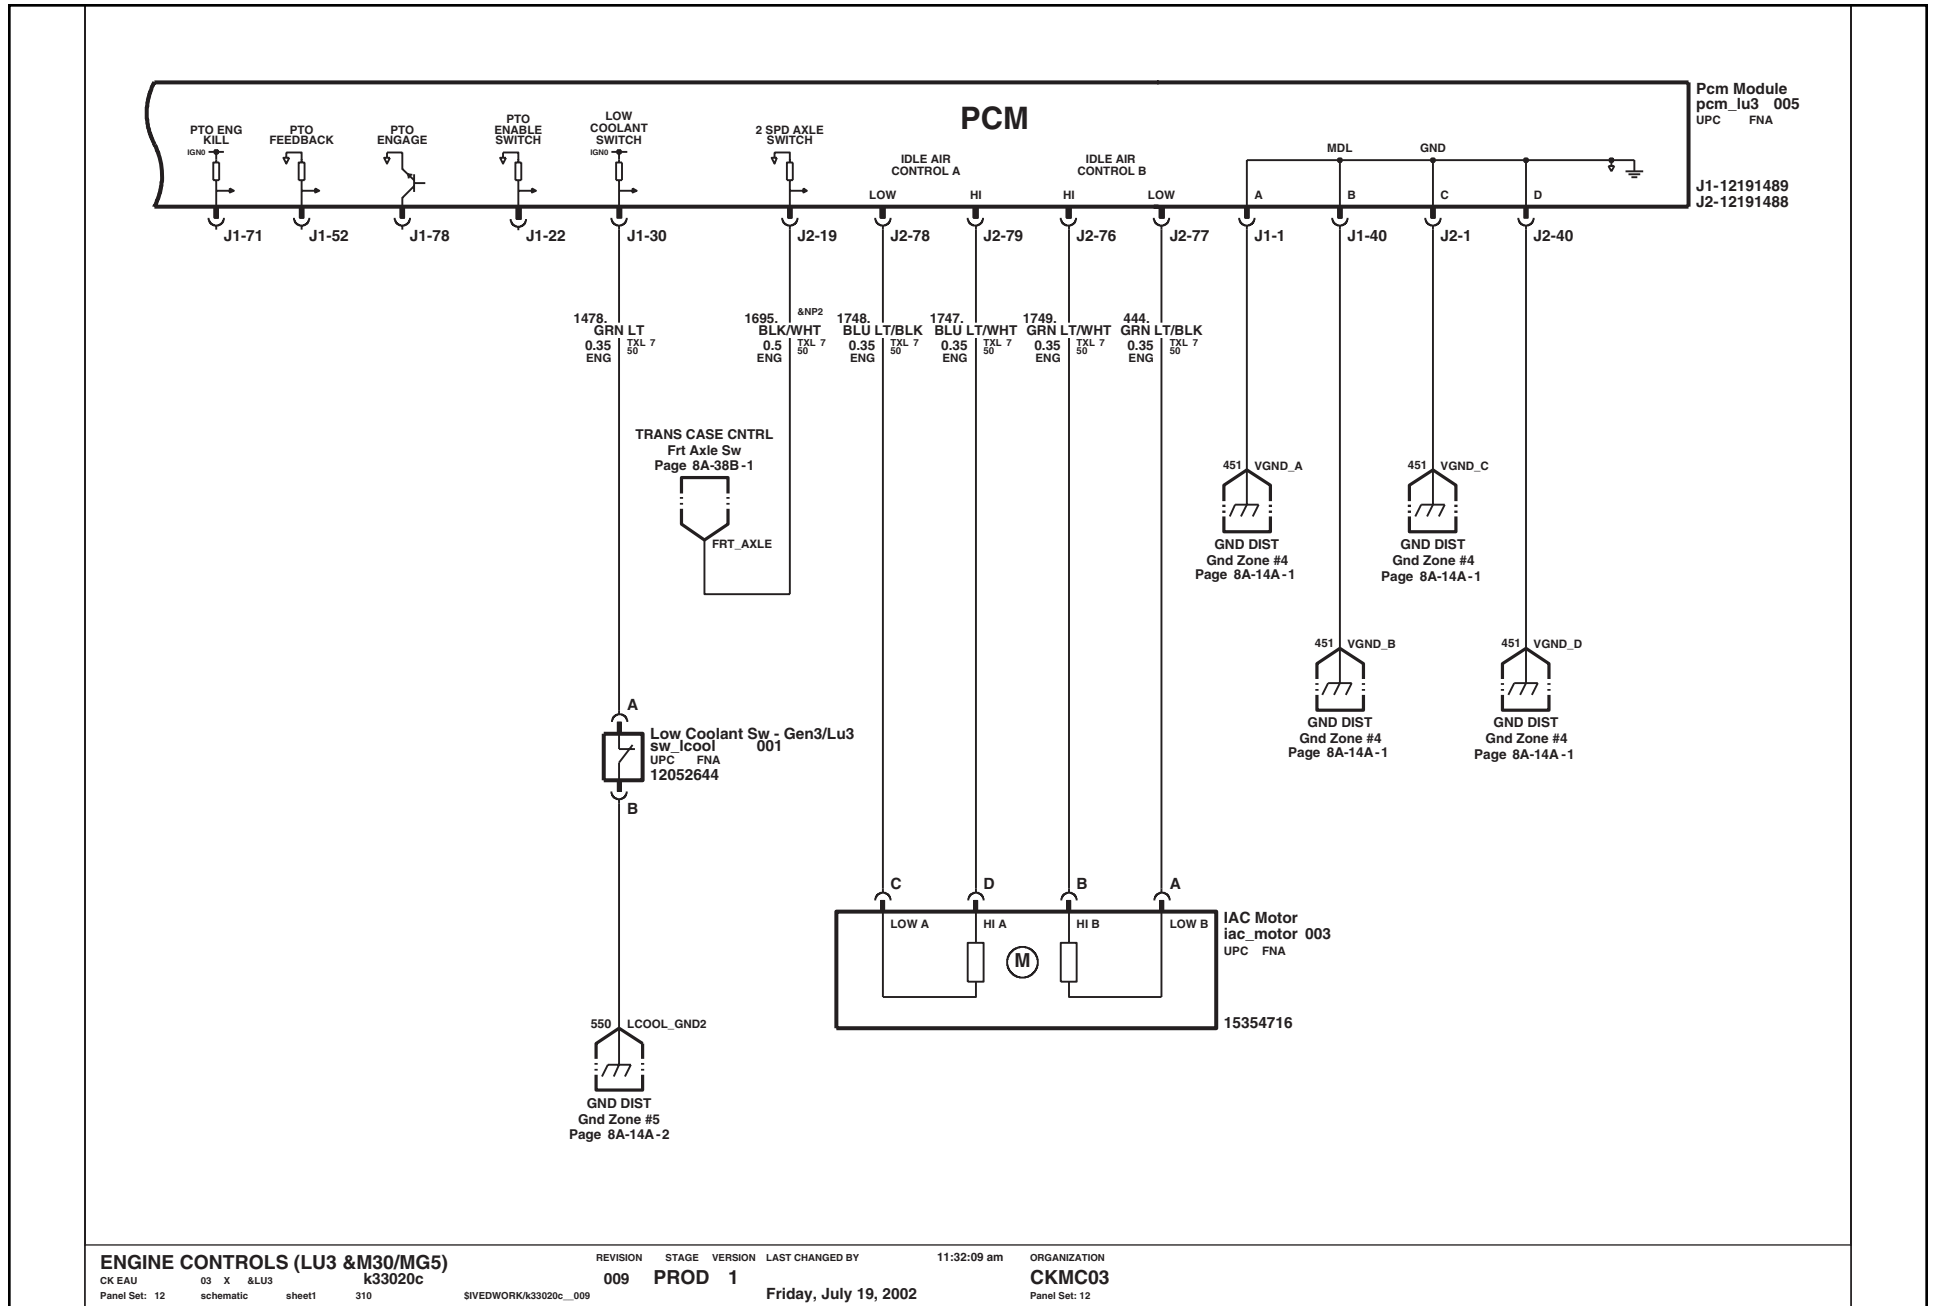 PCM
Pcm Module
pcm_lu3 005
UPC FNA
J1-12191489
J2-12191488
PTO ENG
KILL
IGN0
PTO
FEEDBACK
PTO
ENGAGE
PTO
ENABLE
SWITCH
LOW
COOLANT
SWITCH
IGN0
2 SPD AXLE
SWITCH
IDLE AIR
CONTROL A
IDLE AIR
CONTROL B
MDL GND
LOW HI HI LOW A B C D
J1-71 J1-52 J1-78 J1-22 J1-30 J2-19 J2-78 J2-79 J2-76 J2-77 J1-1 J1-40 J2-1 J2-40
1478.
GRN LT
0.35 TXL 7
50
ENG
1695. &NP2
BLK/WHT
0.5 TXL 7
50
ENG
1748.
BLU LT/BLK
0.35 TXL 7
50
ENG
1747.
BLU LT/WHT
0.35 TXL 7
50
ENG
1749.
GRN LT/WHT
0.35 TXL 7
50
ENG
444.
GRN LT/BLK
0.35 TXL 7
50
ENG
TRANS CASE CNTRL
Frt Axle Sw
Page 8A-38B-1
FRT_AXLE
451 VGND_A
GND DIST
Gnd Zone #4
Page 8A-14A-1
451 VGND_C
GND DIST
Gnd Zone #4
Page 8A-14A-1
451 VGND_B
GND DIST
Gnd Zone #4
Page 8A-14A-1
451 VGND_D
GND DIST
Gnd Zone #4
Page 8A-14A-1
A
Low Coolant Sw - Gen3/Lu3
sw_lcool 001
UPC FNA
12052644
B
C D B A
LOW A HI A HI B LOW B
M
IAC Motor
iac_motor 003
UPC FNA
15354716
550 LCOOL_GND2
GND DIST
Gnd Zone #5
Page 8A-14A-2
ENGINE CONTROLS (LU3 &M30/MG5)
CK EAU 03 X &LU3 k33020c
Panel Set: 12 schematic sheet1 310 $IVEDWORK/k33020c__009
REVISION STAGE VERSION LAST CHANGED BY 11:32:09 am ORGANIZATION
009 PROD 1 CKMC03
Friday, July 19, 2002 Panel Set: 12